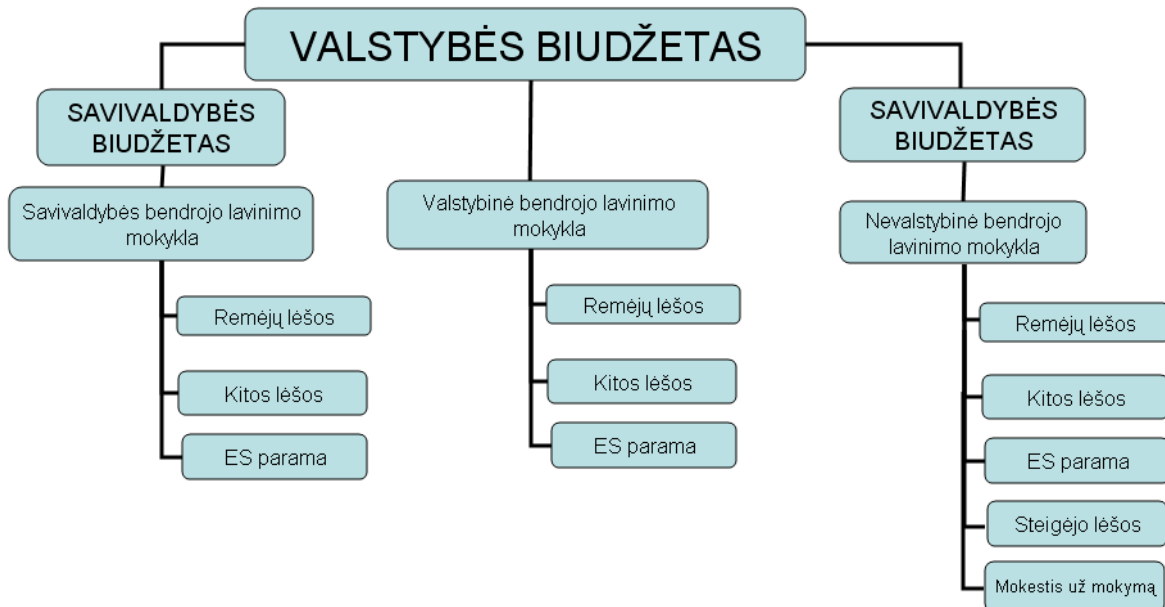 VALSTYBĖS BIUDŽETAS
SAVIVALDYBĖS
BIUDŽETAS
Savivaldybės bendrojo lavinimo
mokykla
Remėjų lėšos
Kitos lėšos
ES parama
Valstybinė bendrojo lavinimo
mokykla
Remėjų lėšos
Kitos lėšos
ES parama
SAVIVALDYBĖS
BIUDŽETAS
Nevalstybinė bendrojo
lavinimo mokykla
Remėjų lėšos
Kitos lėšos
ES parama
Steigėjo lėšos
Mokestis už mokymą